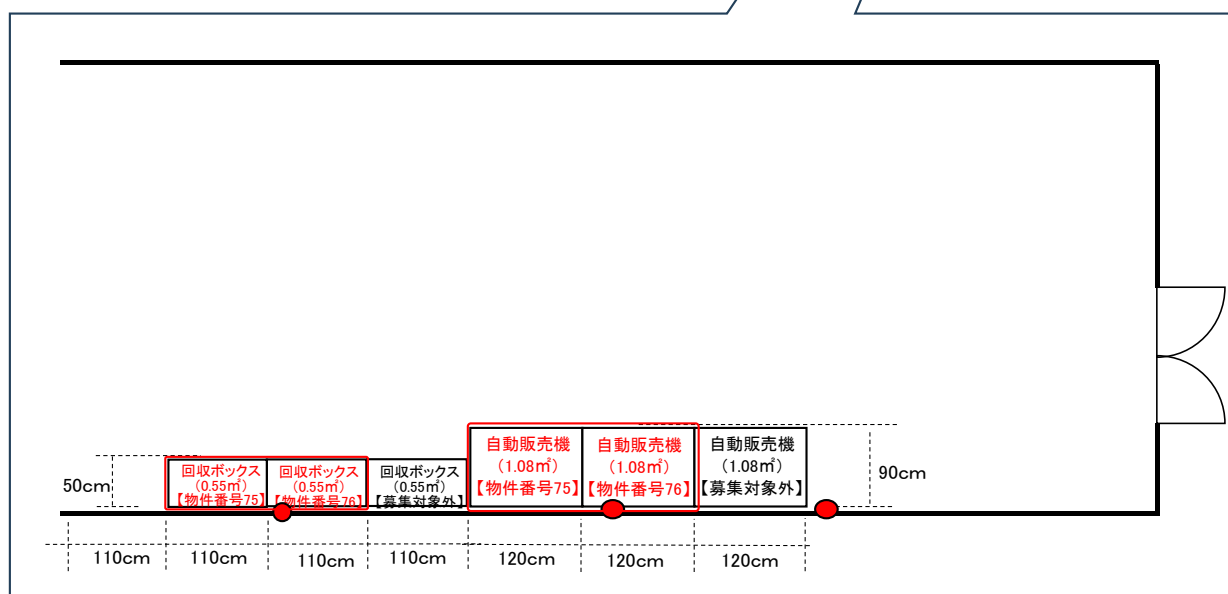 50cm
回収ボックス
(0.55㎡)
【物件番号75】
回収ボックス
(0.55㎡)
【物件番号76】
回収ボックス
(0.55㎡)
【募集対象外】
自動販売機
(1.08㎡)
【物件番号75】
自動販売機
(1.08㎡)
【物件番号76】
自動販売機
(1.08㎡)
【募集対象外】
90cm
110cm
110cm
110cm
110cm
120cm
120cm
120cm